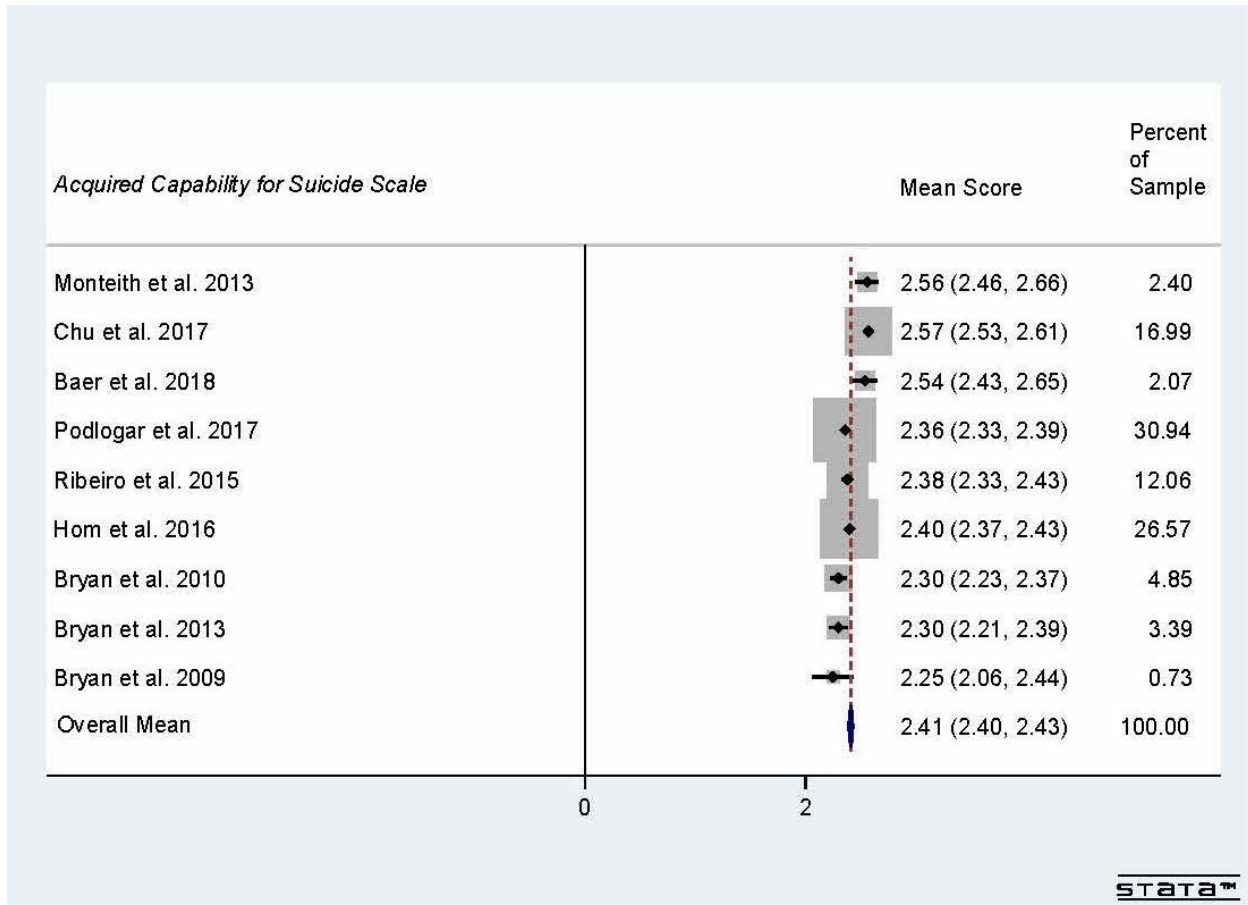 Percent
of
Sample
Acquired Capability for Suicide Scale Mean Score
Monteith et al. 2013 2.56 (2.46, 2.66) 2.40
Chu et al. 2017 2.57 (2.53, 2.61) 16.99
Baer et al. 2018 2.54 (2.43, 2.65) 2.07
Podlogar et al. 2017 2.36 (2.33, 2.39) 30.94
Ribeiro et al. 2015 2.38 (2.33, 2.43) 12.06
Hom et al. 2016 2.40 (2.37, 2.43) 26.57
Bryan et al. 2010 2.30 (2.23, 2.37) 4.85
Bryan et al. 2013 2.30 (2.21, 2.39) 3.39
Bryan et al. 2009 2.25 (2.06, 2.44) 0.73
Overall Mean 2.41 (2.40, 2.43) 100.00
0 2
STATA™